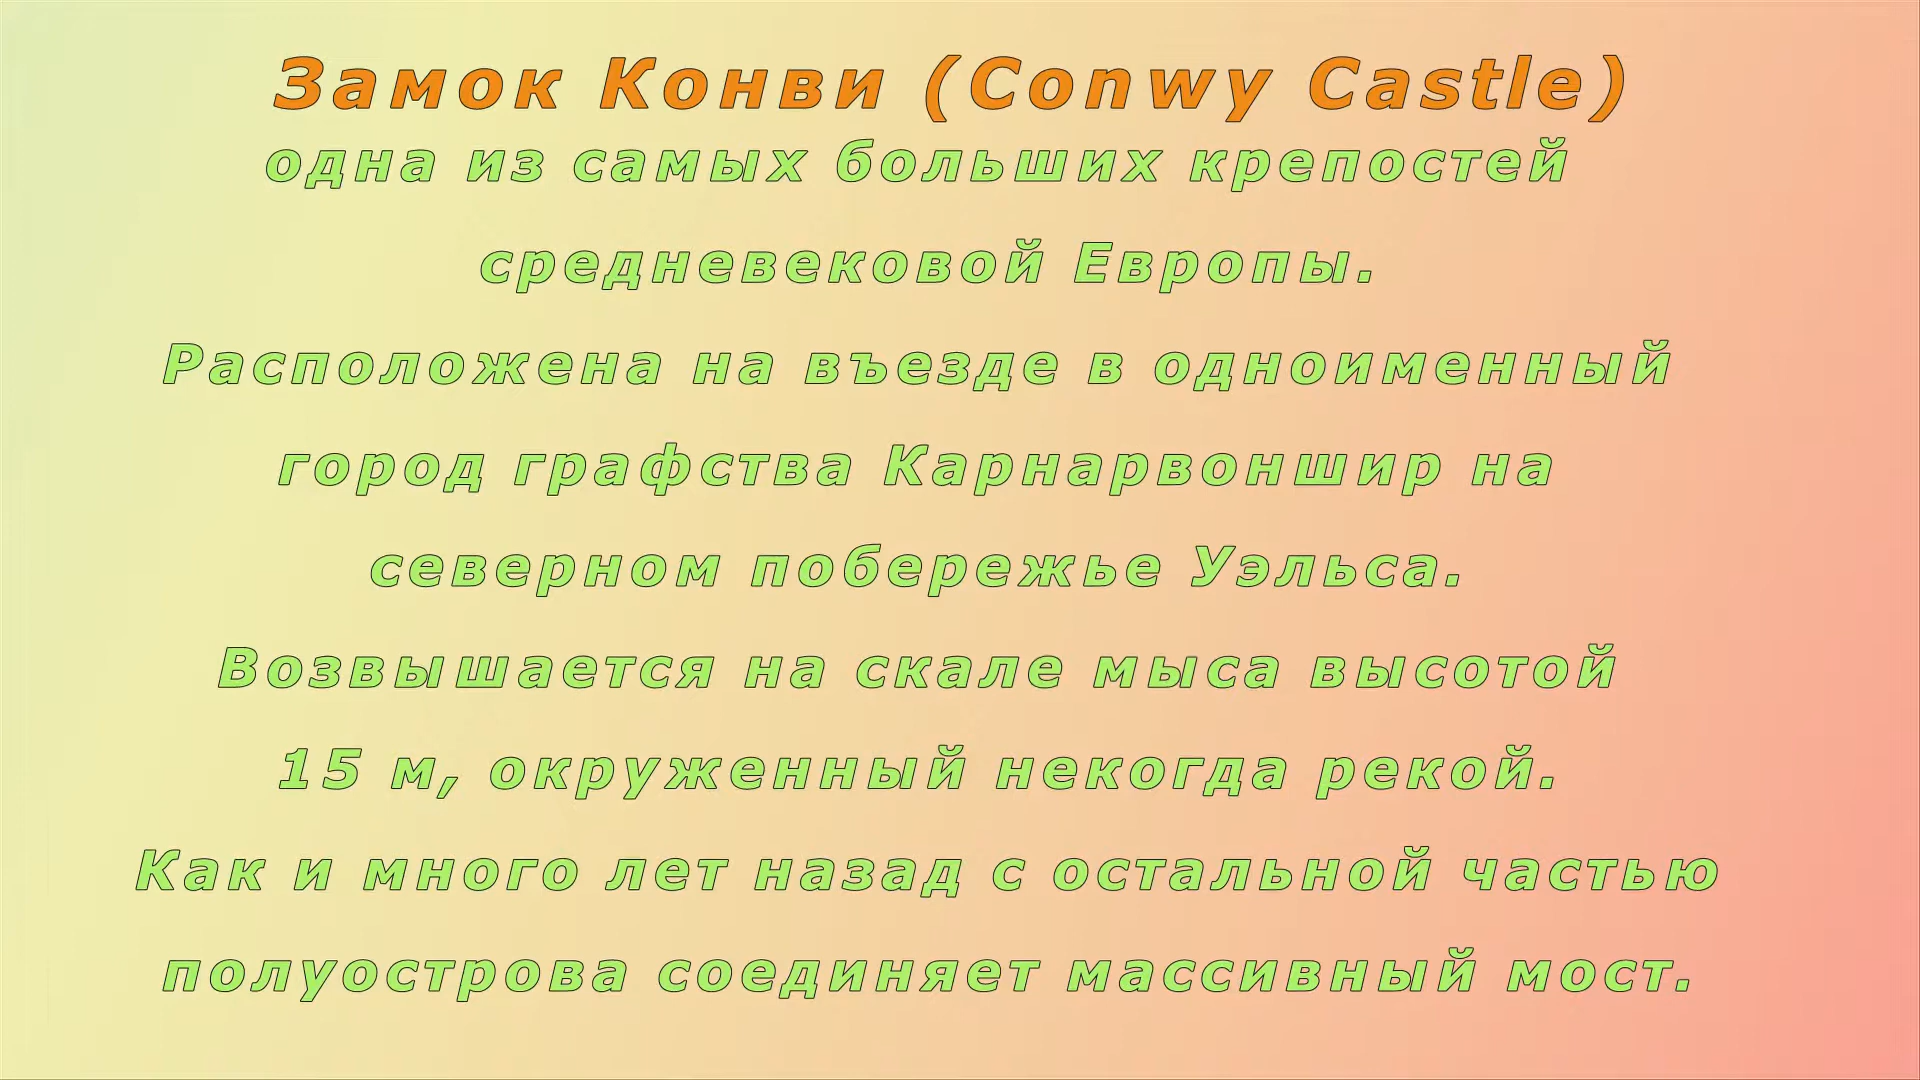 Замок Конви (Conwy Castle)
одна из самых больших крепостей
средневековой Европы.
Расположена на въезде в одноименный
город графства Карнарвоншир на
северном побережье Уэльса.
Возвышается на скале мыса высотой
15 м, окруженный некогда рекой.
Как и много лет назад с остальной частью
полуострова соединяет массивный мост.